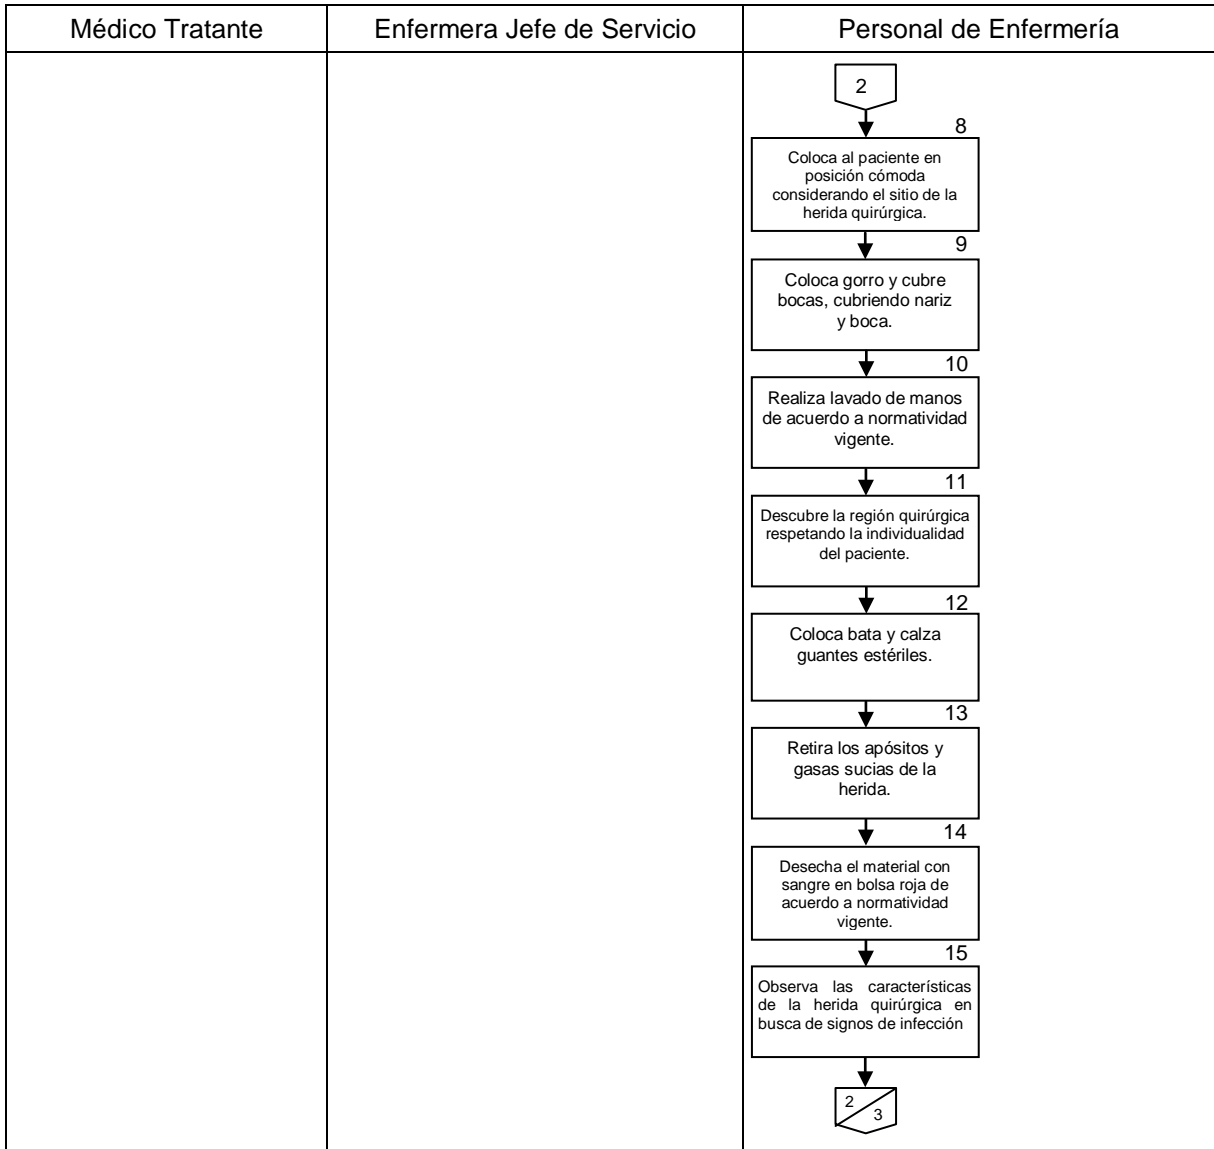 Médico Tratante
Enfermera Jefe de Servicio
Personal de Enfermería
2
8
Coloca al paciente en
posición cómoda
considerando el sitio de la
herida quirúrgica.
9
Coloca gorro y cubre
bocas, cubriendo nariz
y boca.
10
Realiza lavado de manos
de acuerdo a normatividad
vigente.
11
Descubre la región quirúrgica
respetando la individualidad
del paciente.
12
Coloca bata y calza
guantes estériles.
13
Retira los apósitos y
gasas sucias de la
herida.
14
Desecha el material con
sangre en bolsa roja de
acuerdo a normatividad
vigente.
15
Observa las características
de la herida quirúrgica en
busca de signos de infección
2
3